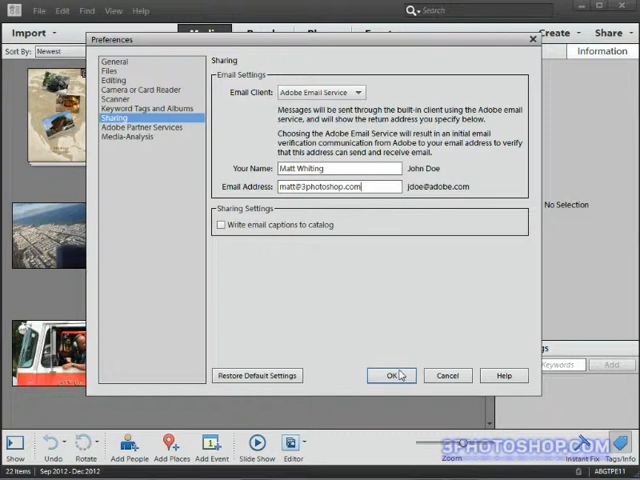 File Edit View Help
Search
Import Create Share
Sort By: Newest Information
Preferences
General
Files
Editing
Camera or Card Reader
Scanner
Keyword Tags and Albums
Sharing
Adobe Partner Services
Media-Analysis
Sharing
Email Settings
Email Client: Adobe Email Service
Messages will be sent through the built-in client using the Adobe email
service, and will show the return address you specify below.
Choosing the Adobe Email Service will result in an initial email
verification communication from Adobe to your email address to verify
that this address can send and receive email.
Your Name: Matt Whiting John Doe
Email Address: matt@3photoshop.com jdoe@adobe.com
Sharing Settings
Write email captions to catalog
No Selection
Restore Default Settings OK Cancel Help
Keywords Add
Undo Rotate Add People Add Places Add Event Slide Show Editor Zoom Instant Fix Tags/Info
3PHOTOSHOP.COM
22 Items Sep 2012 - Dec 2012 ABGTPE11